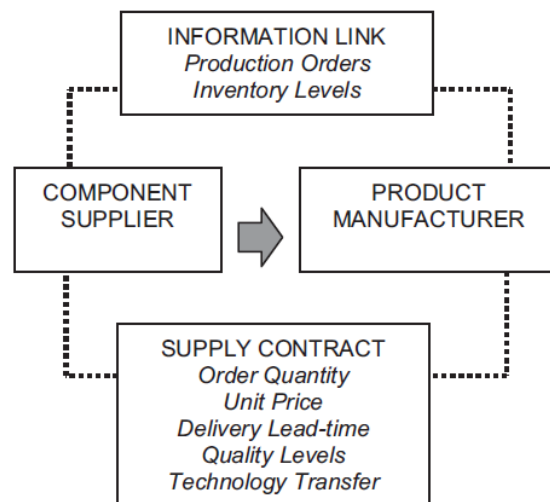 INFORMATION LINK
Production Orders
Inventory Levels
COMPONENT
SUPPLIER
PRODUCT
MANUFACTURER
SUPPLY CONTRACT
Order Quantity
Unit Price
Delivery Lead-time
Quality Levels
Technology Transfer